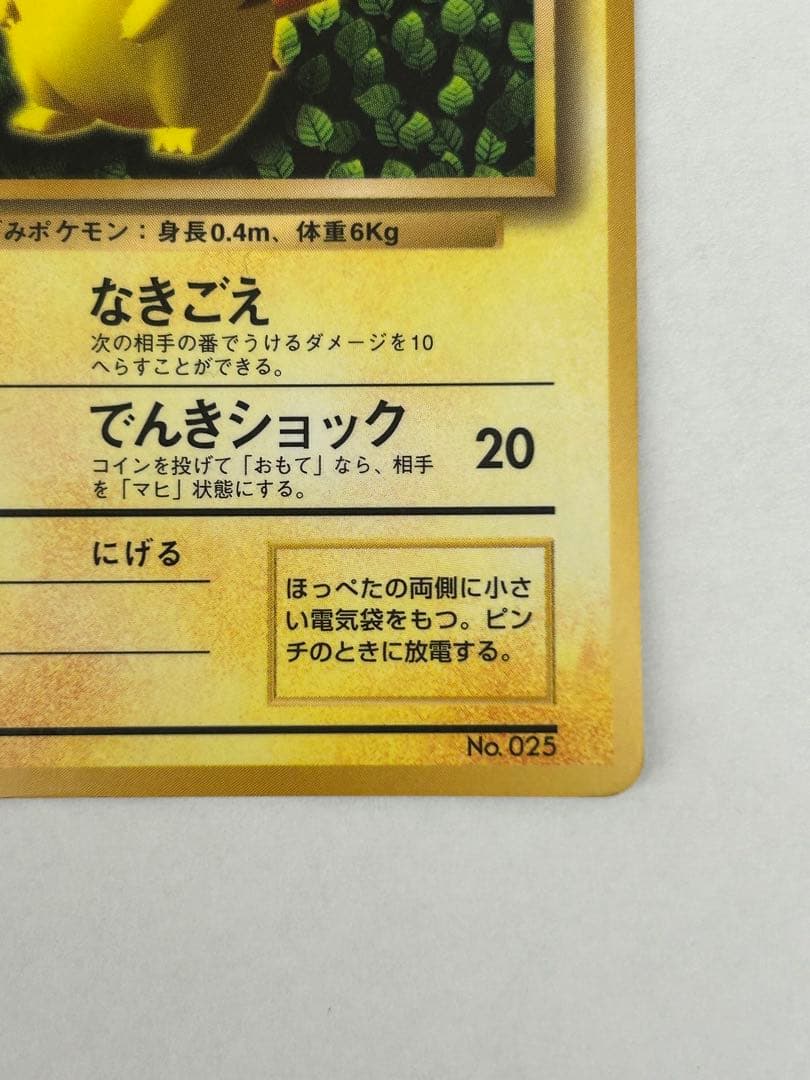 みポケモン：身長0.4m、体重6Kg
なきごえ
次の相手の番でうけるダメージを10
へらすことができる。
でんきショック 20
コインを投げて「おもて」なら、相手
を「マヒ」状態にする。
にげる
ほっぺたの両側に小さ
い電気袋をもつ。ピン
チのときに放電する。
No. 025